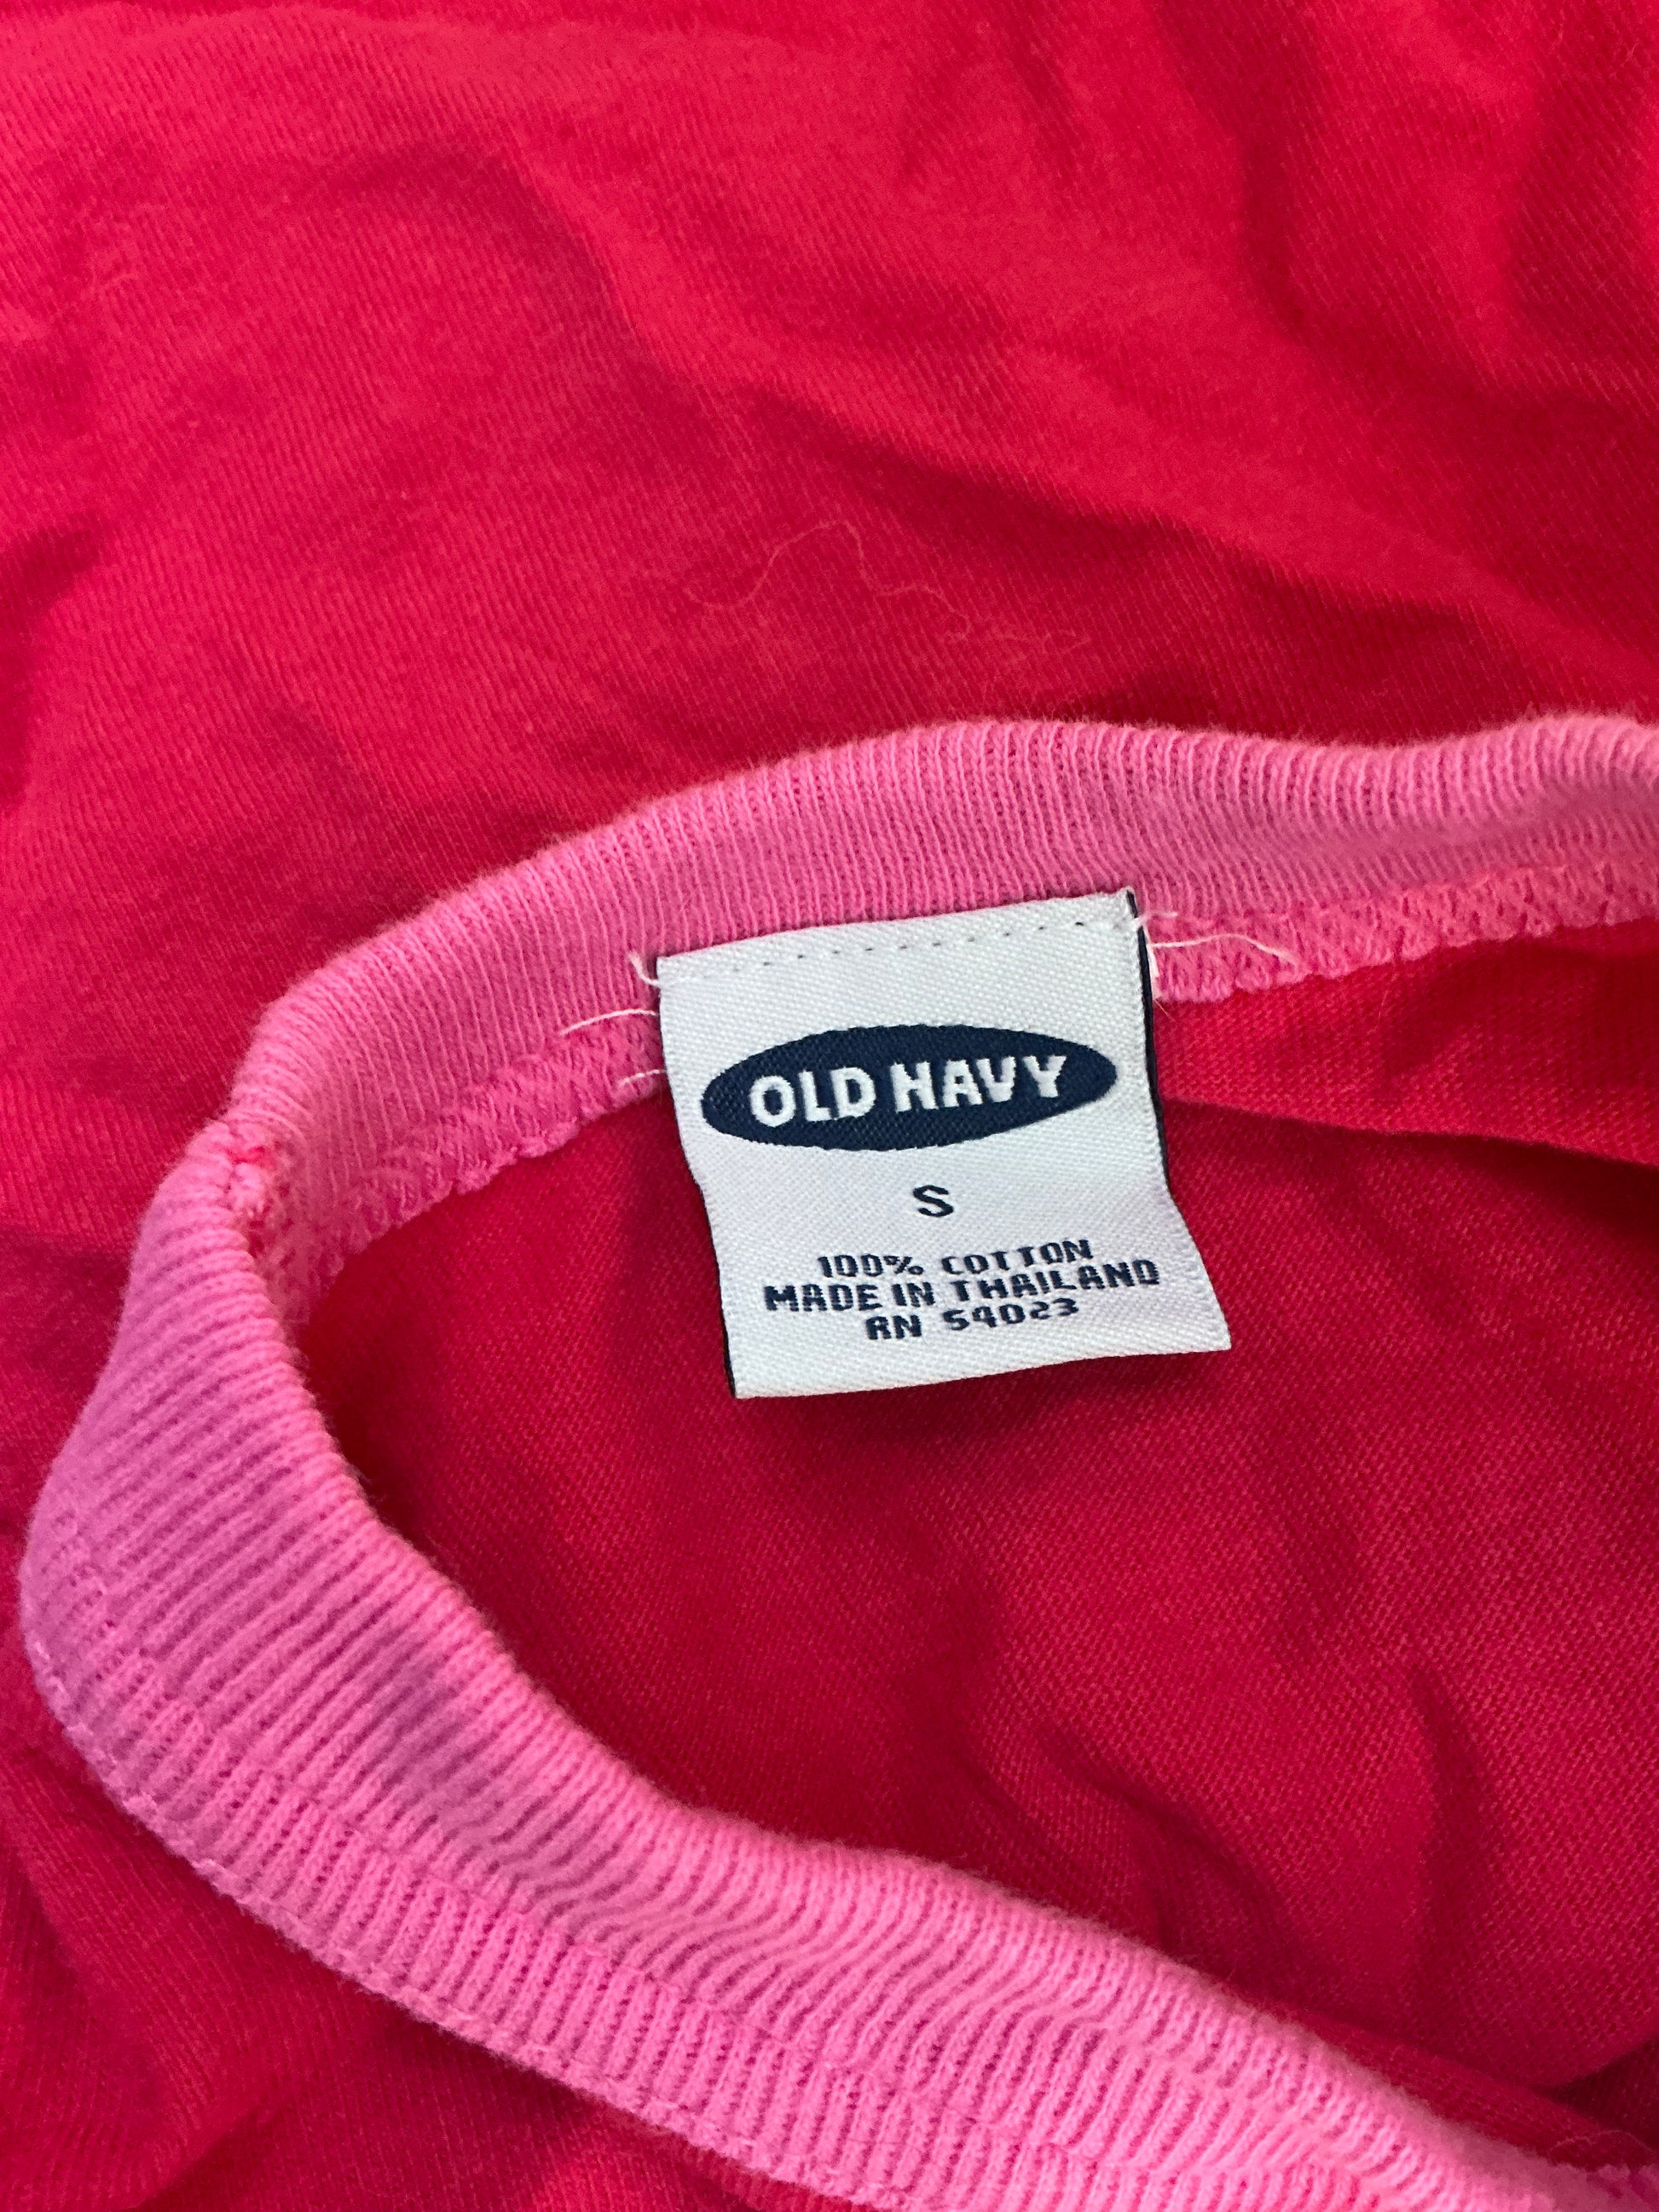 OLD NAVY
S
100% COTTON
MADE IN THAILAND
RN 54023